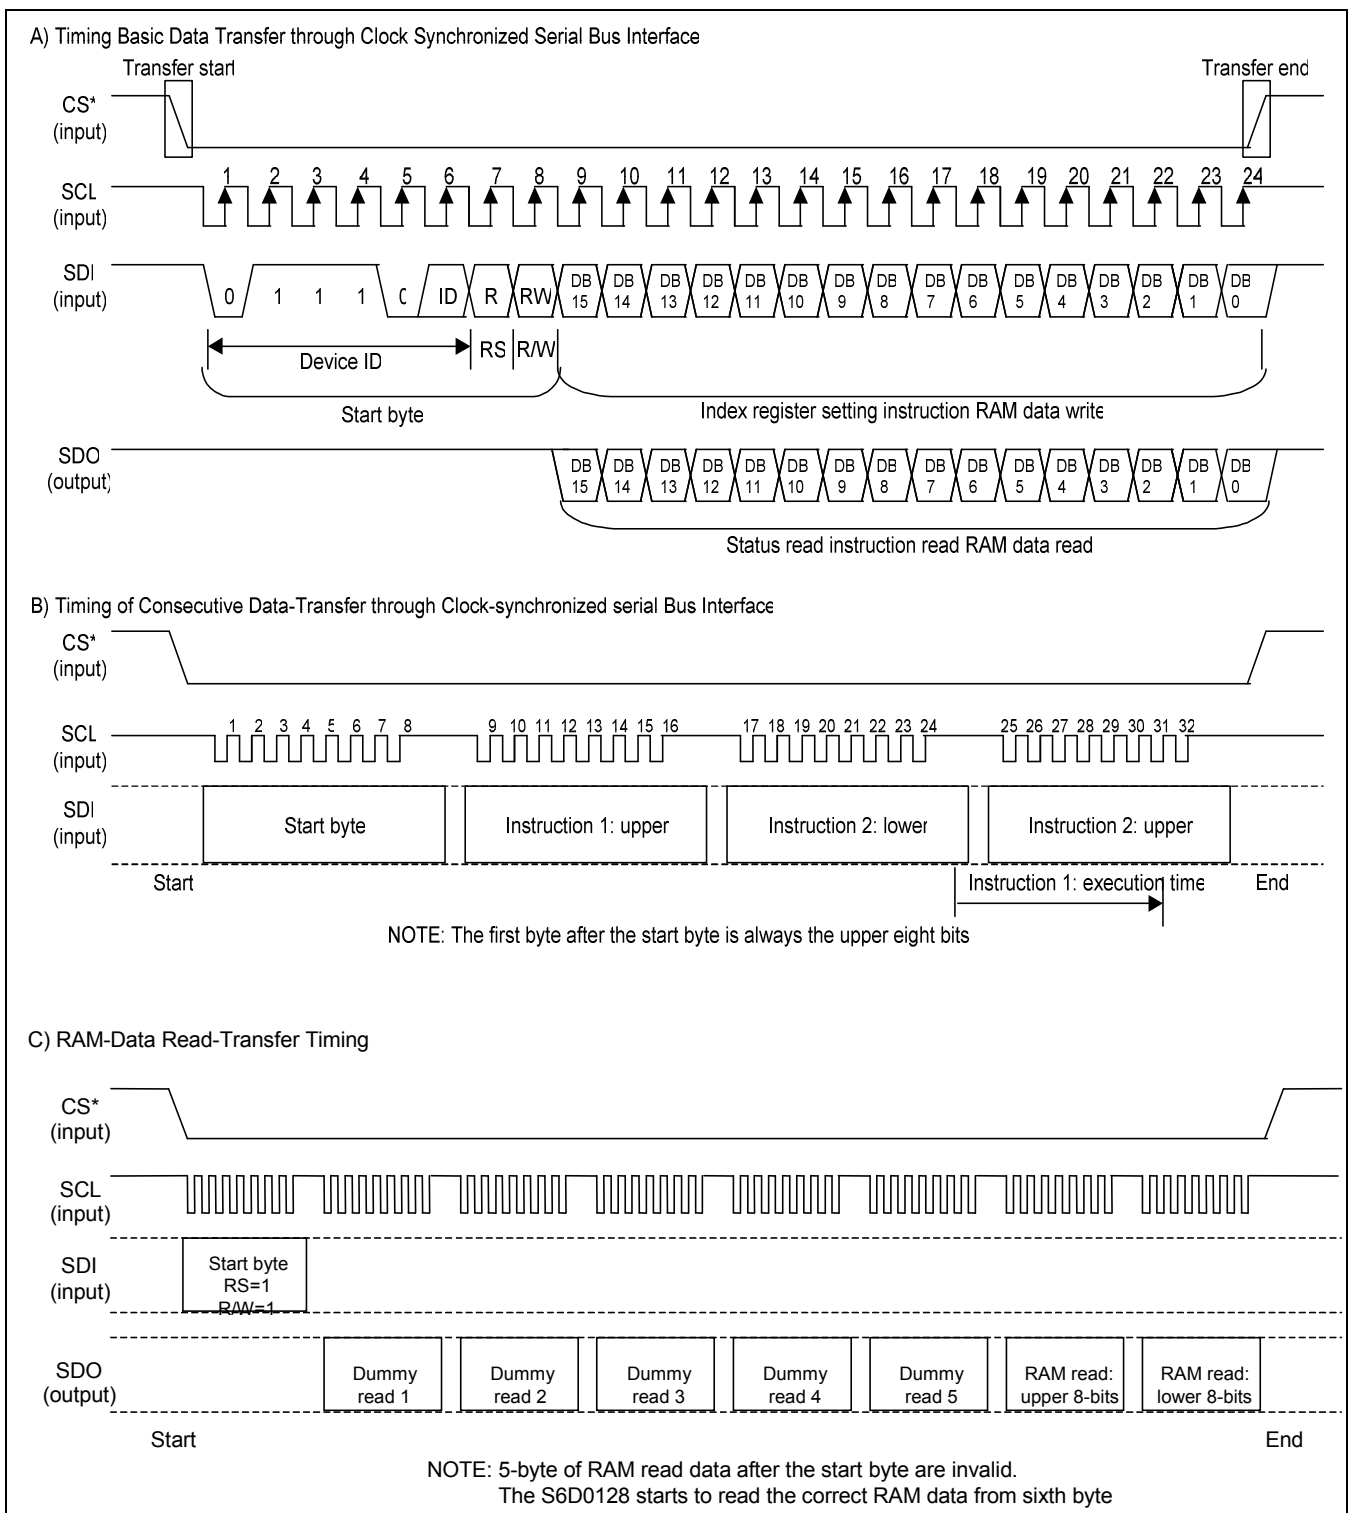 A) Timing Basic Data Transfer through Clock Synchronized Serial Bus Interface
Transfer start
Transfer end
CS*
(input)
1 2 3 4 5 6 7 8 9 10 11 12 13 14 15 16 17 18 19 20 21 22 23 24
SCL
(input)
SDI
(input)
0 1 1 1 0 ID R RW DB 15 DB 14 DB 13 DB 12 DB 11 DB 10 DB 9 DB 8 DB 7 DB 6 DB 5 DB 4 DB 3 DB 2 DB 1 DB 0
Device ID RS R/W
Start byte
Index register setting instruction RAM data write
SDO
(output)
DB 15 DB 14 DB 13 DB 12 DB 11 DB 10 DB 9 DB 8 DB 7 DB 6 DB 5 DB 4 DB 3 DB 2 DB 1 DB 0
Status read instruction read RAM data read
B) Timing of Consecutive Data-Transfer through Clock-synchronized serial Bus Interface
CS*
(input)
1 2 3 4 5 6 7 8 9 10 11 12 13 14 15 16 17 18 19 20 21 22 23 24 25 26 27 28 29 30 31 32
SCL
(input)
SDI
(input)
Start byte
Instruction 1: upper
Instruction 2: lower
Instruction 2: upper
Start
Instruction 1: execution time
End
NOTE: The first byte after the start byte is always the upper eight bits
C) RAM-Data Read-Transfer Timing
CS*
(input)
SCL
(input)
SDI
(input)
Start byte
RS=1
R/W=1
SDO
(output)
Dummy read 1
Dummy read 2
Dummy read 3
Dummy read 4
Dummy read 5
RAM read: upper 8-bits
RAM read: lower 8-bits
Start
End
NOTE: 5-byte of RAM read data after the start byte are invalid.
The S6D0128 starts to read the correct RAM data from sixth byte